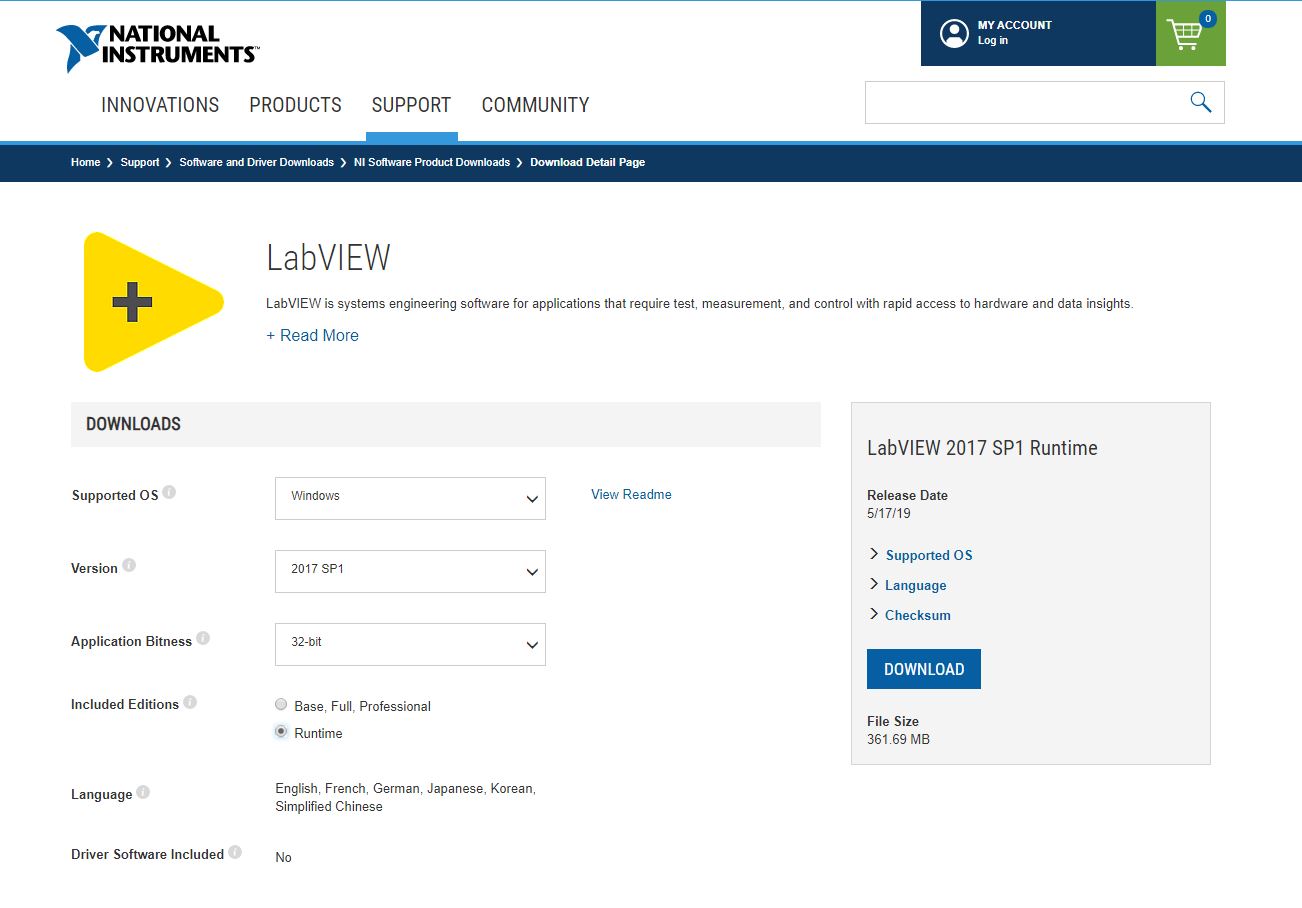 NATIONAL
INSTRUMENTS™
MY ACCOUNT
Log in
0
INNOVATIONS PRODUCTS SUPPORT COMMUNITY
Home > Support > Software and Driver Downloads > NI Software Product Downloads > Download Detail Page
LabVIEW
LabVIEW is systems engineering software for applications that require test, measurement, and control with rapid access to hardware and data insights.
+ Read More
DOWNLOADS
Supported OS i
Windows
View Readme
Version i
2017 SP1
Application Bitness i
32-bit
Included Editions i
Base, Full, Professional
Runtime
Language i
English, French, German, Japanese, Korean,
Simplified Chinese
Driver Software Included i
No
LabVIEW 2017 SP1 Runtime
Release Date
5/17/19
> Supported OS
> Language
> Checksum
DOWNLOAD
File Size
361.69 MB